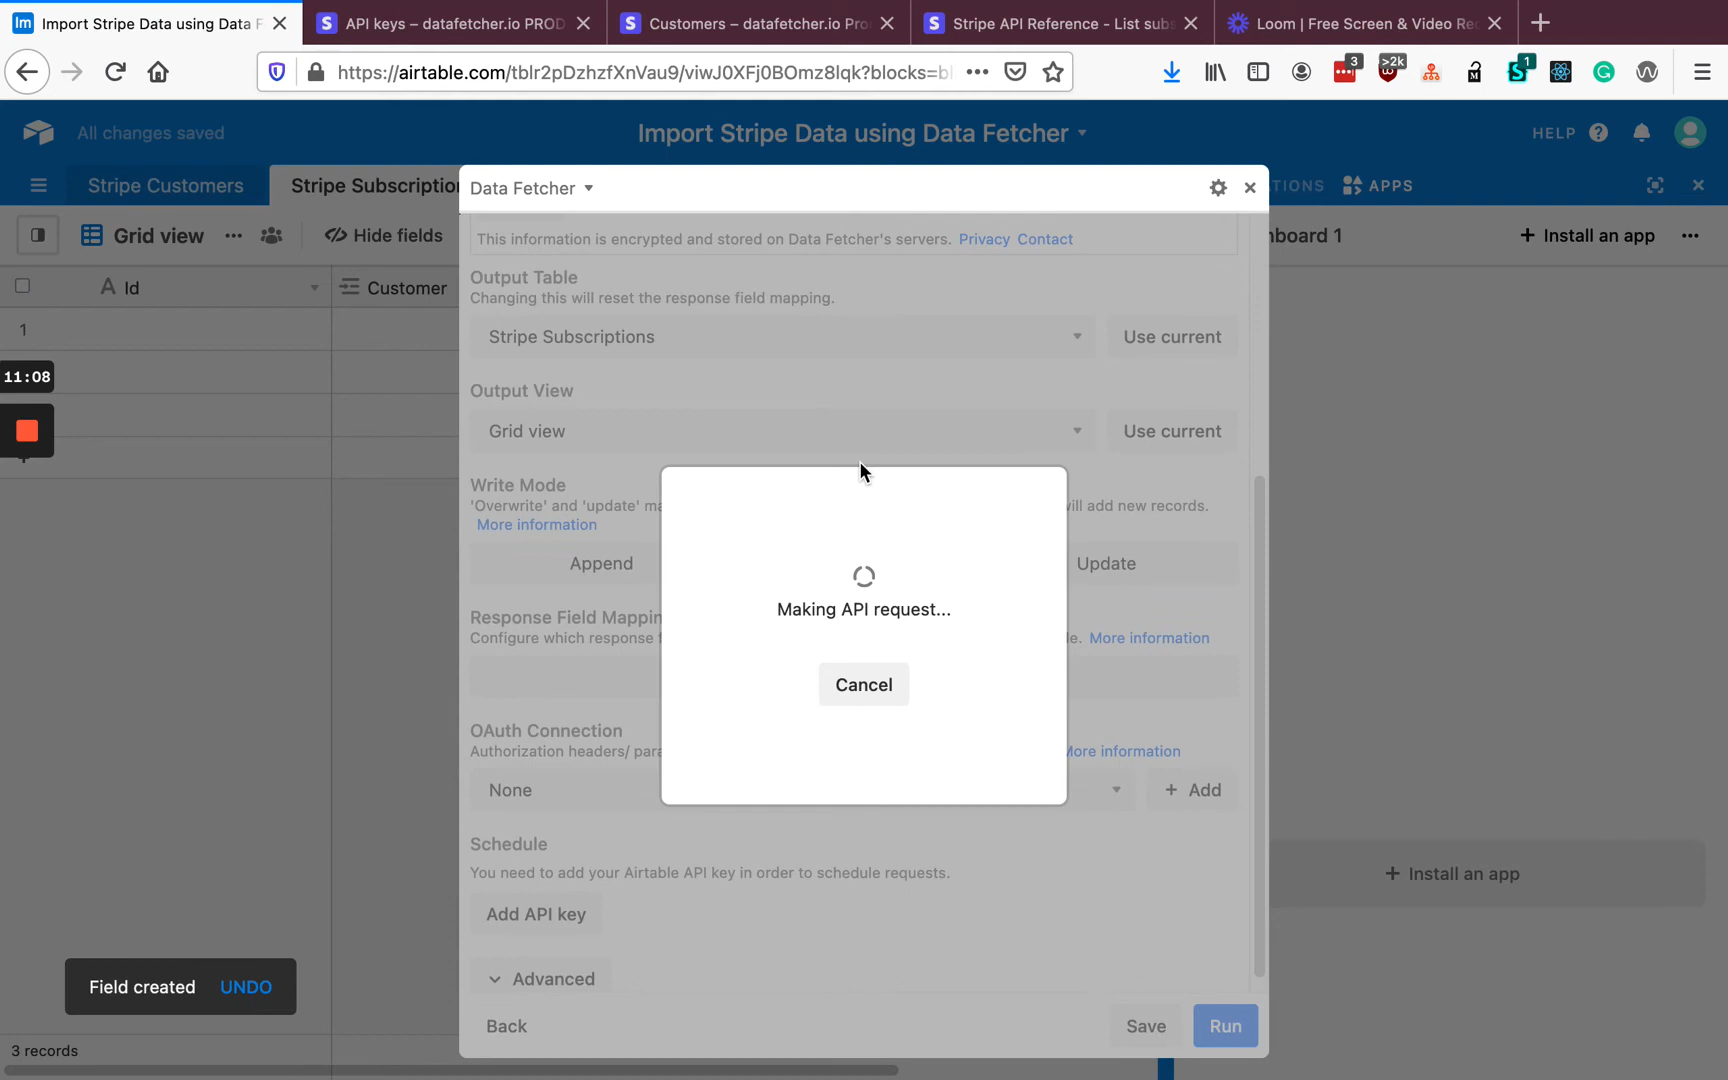 Import Stripe Data using Data F
API keys – datafetcher.io PROD
Customers – datafetcher.io Pro
Stripe API Reference - List subs
Loom | Free Screen & Video Re
https://airtable.com/tblr2pDzhzfXnVau9/viwJ0XFj0BOmz8lqk?blocks=bl
3
>2k
1
All changes saved
Import Stripe Data using Data Fetcher
HELP
Stripe Customers
Stripe Subscriptio
Data Fetcher
TIONS
APPS
Grid view
Hide fields
board 1
Install an app
Id
Customer
1
11:08
This information is encrypted and stored on Data Fetcher's servers. Privacy Contact
Output Table
Changing this will reset the response field mapping.
Stripe Subscriptions
Use current
Output View
Grid view
Use current
Write Mode
'Overwrite' and 'update' ma
ill add new records.
More information
Append
Update
Response Field Mappin
Configure which response f
le. More information
Making API request...
Cancel
OAuth Connection
Authorization headers/ para
More information
None
+ Add
Schedule
You need to add your Airtable API key in order to schedule requests.
Add API key
+ Install an app
Advanced
Field created UNDO
Back
Save
Run
3 records